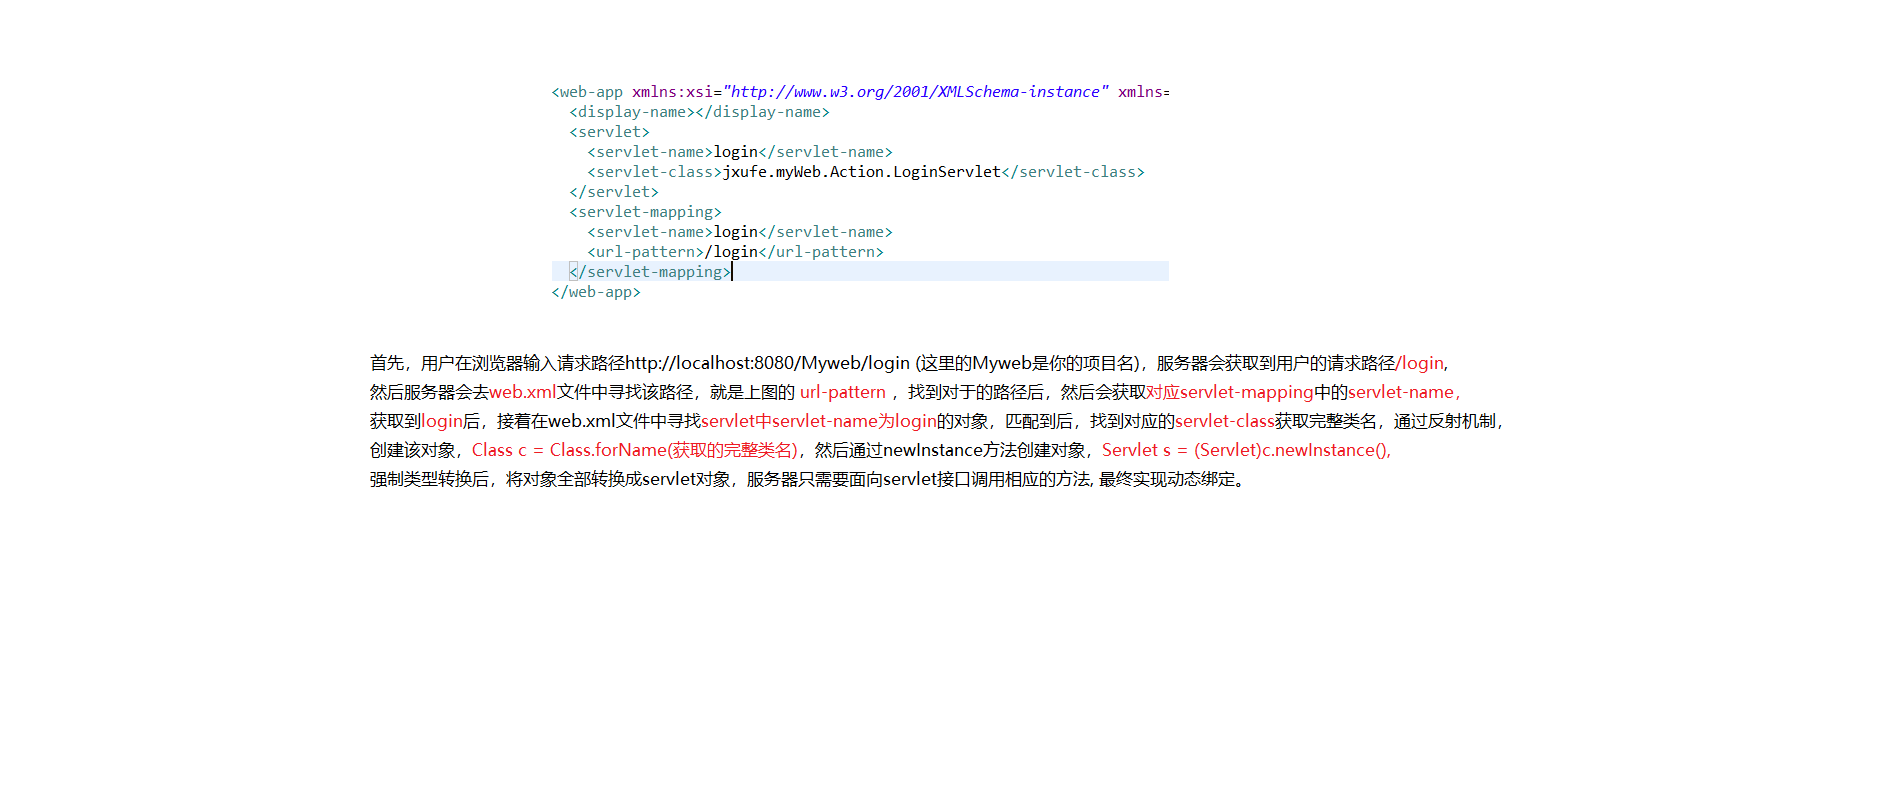 <web-app xmlns:xsi="http://www.w3.org/2001/XMLSchema-instance" xmlns=
<display-name></display-name>
<servlet>
<servlet-name>login</servlet-name>
<servlet-class>jxufe.myWeb.Action.LoginServlet</servlet-class>
</servlet>
<servlet-mapping>
<servlet-name>login</servlet-name>
<url-pattern>/login</url-pattern>
</servlet-mapping>
</web-app>
首先，用户在浏览器输入请求路径http://localhost:8080/Myweb/login (这里的Myweb是你的项目名)，服务器会获取到用户的请求路径/login,
然后服务器会去web.xml文件中寻找该路径，就是上图的 url-pattern ，找到对于的路径后，然后会获取对应servlet-mapping中的servlet-name，
获取到login后，接着在web.xml文件中寻找servlet中servlet-name为login的对象，匹配到后，找到对应的servlet-class获取完整类名，通过反射机制，
创建该对象，Class c = Class.forName(获取的完整类名)，然后通过newInstance方法创建对象，Servlet s = (Servlet)c.newInstance(),
强制类型转换后，将对象全部转换成servlet对象，服务器只需要面向servlet接口调用相应的方法, 最终实现动态绑定。